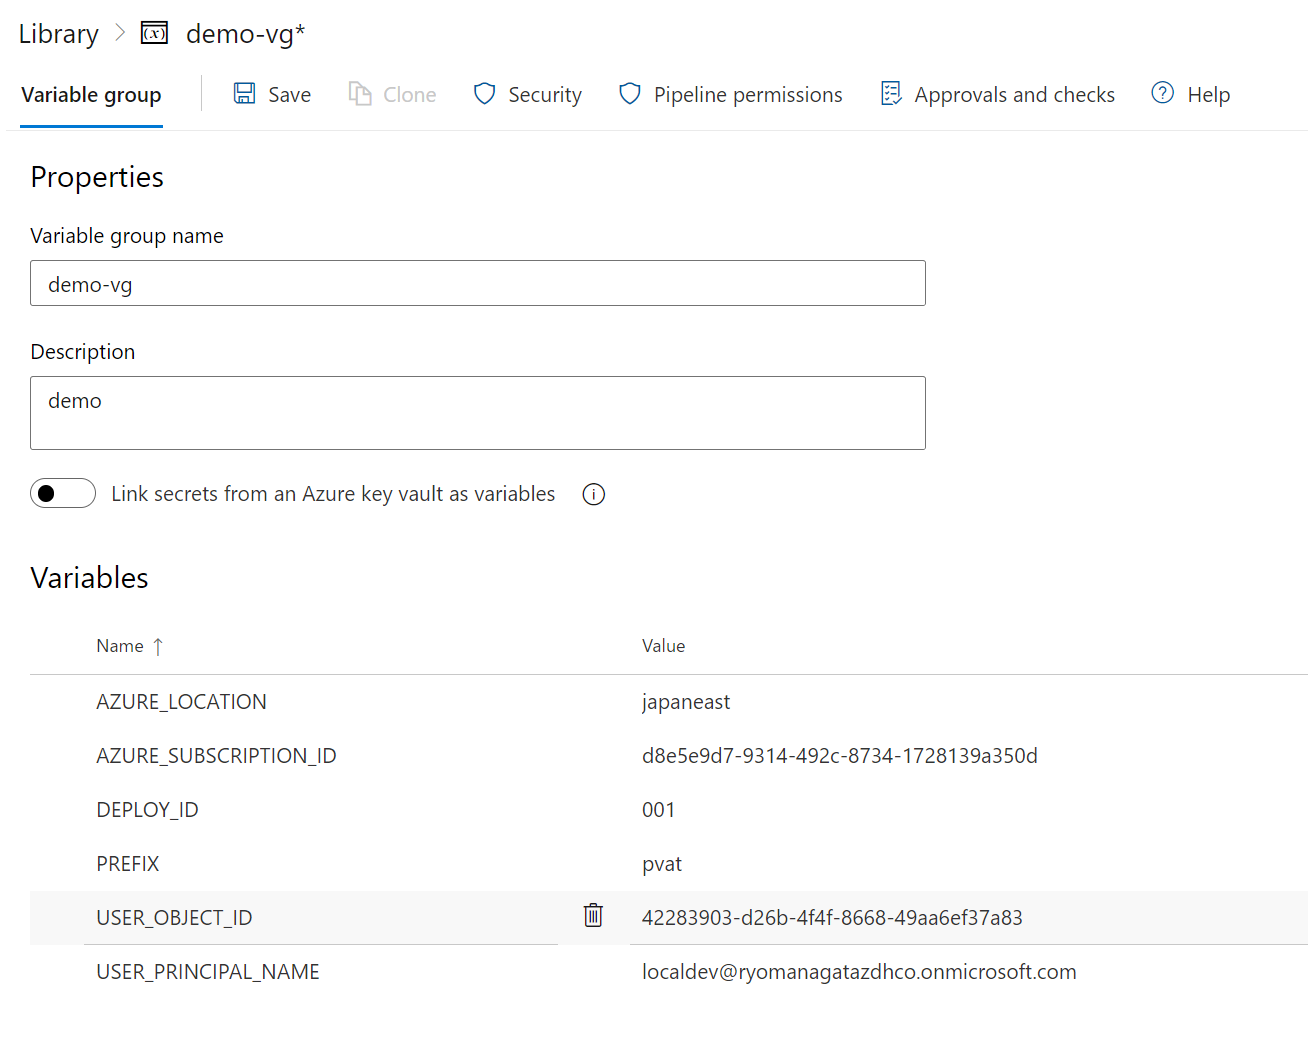 Library > (x) demo-vg*
Variable group Save Clone Security Pipeline permissions Approvals and checks ? Help
Properties
Variable group name
demo-vg
Description
demo
Link secrets from an Azure key vault as variables i
Variables
Name ↑ Value
AZURE_LOCATION japaneast
AZURE_SUBSCRIPTION_ID d8e5e9d7-9314-492c-8734-1728139a350d
DEPLOY_ID 001
PREFIX pvat
USER_OBJECT_ID 42283903-d26b-4f4f-8668-49aa6ef37a83
USER_PRINCIPAL_NAME localdev@ryomanagatazdhco.onmicrosoft.com